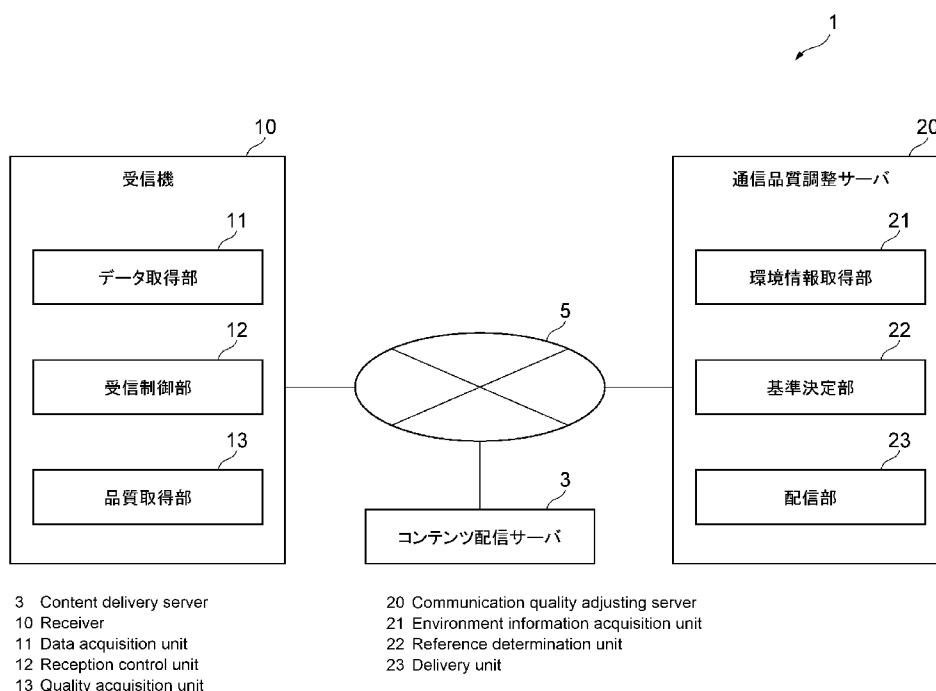 1
10
20
受信機
通信品質調整サーバ
11
データ取得部
21
環境情報取得部
12
受信制御部
5
22
基準決定部
13
品質取得部
23
配信部
3
コンテンツ配信サーバ
3 Content delivery server
10 Receiver
11 Data acquisition unit
12 Reception control unit
13 Quality acquisition unit
20 Communication quality adjusting server
21 Environment information acquisition unit
22 Reference determination unit
23 Delivery unit